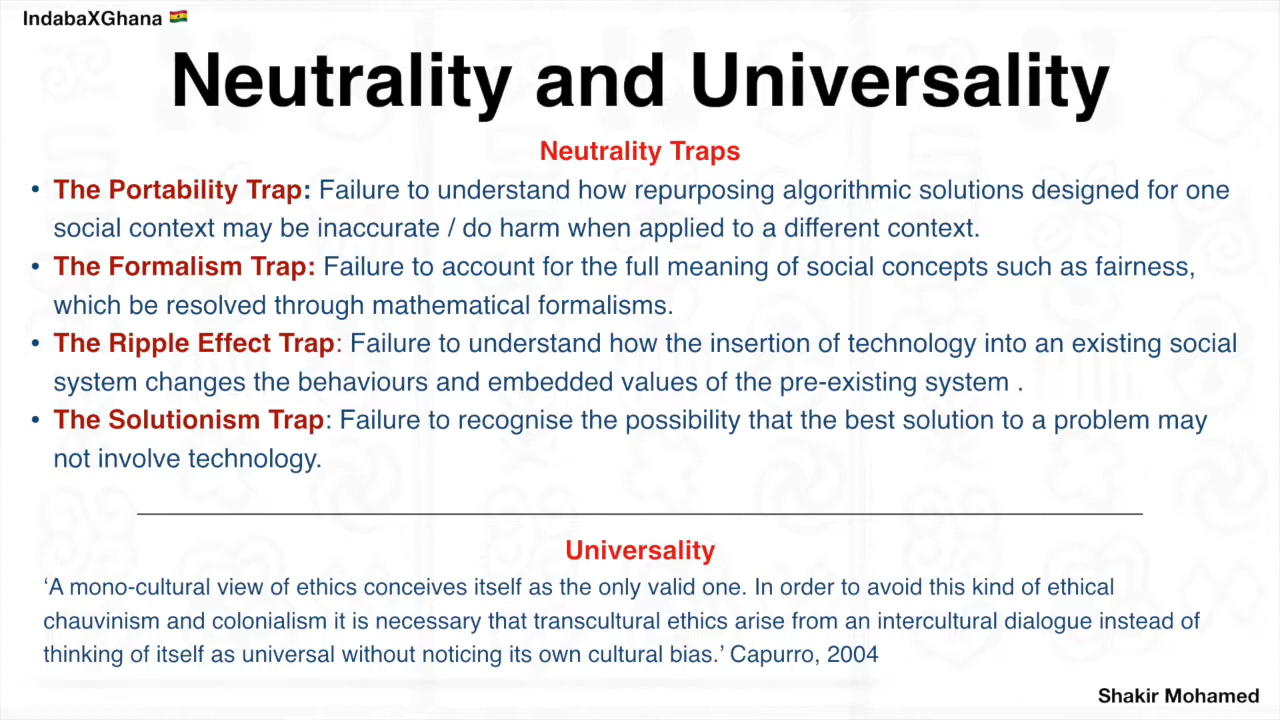 IndabaXGhana 🇬🇭
Neutrality and Universality
Neutrality Traps
• The Portability Trap: Failure to understand how repurposing algorithmic solutions designed for one
social context may be inaccurate / do harm when applied to a different context.
• The Formalism Trap: Failure to account for the full meaning of social concepts such as fairness,
which be resolved through mathematical formalisms.
• The Ripple Effect Trap: Failure to understand how the insertion of technology into an existing social
system changes the behaviours and embedded values of the pre-existing system .
• The Solutionism Trap: Failure to recognise the possibility that the best solution to a problem may
not involve technology.
Universality
‘A mono-cultural view of ethics conceives itself as the only valid one. In order to avoid this kind of ethical
chauvinism and colonialism it is necessary that transcultural ethics arise from an intercultural dialogue instead of
thinking of itself as universal without noticing its own cultural bias.’ Capurro, 2004
Shakir Mohamed